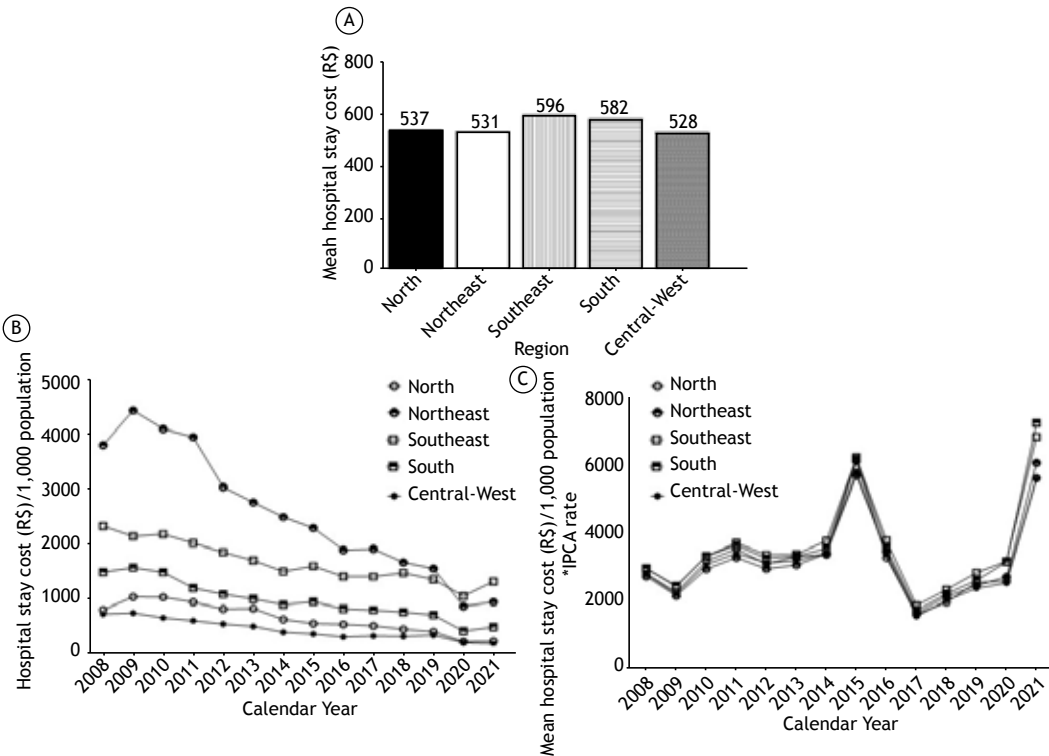 A
Meah hospital stay cost (R$)
800
600
400
200
0
537
531
596
582
528
North
Northeast
Southeast
South
Central-West
Region
B
Hospital stay cost (R$)/1,000 population
5000
4000
3000
2000
1000
0
North
Northeast
Southeast
South
Central-West
2008
2009
2010
2011
2012
2013
2014
2015
2016
2017
2018
2019
2020
2021
Calendar Year
C
Mean hospital stay cost (R$)/1,000 population
*IPCA rate
8000
6000
4000
2000
0
North
Northeast
Southeast
South
Central-West
2008
2009
2010
2011
2012
2013
2014
2015
2016
2017
2018
2019
2020
2021
Calendar Year